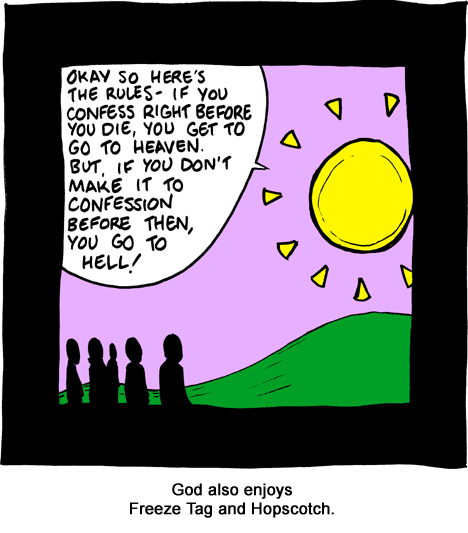 OKAY SO HERE'S
THE RULES- IF YOU
CONFESS RIGHT BEFORE
YOU DIE, YOU GET TO
GO TO HEAVEN.
BUT, IF YOU DON'T
MAKE IT TO
CONFESSION
BEFORE THEN,
YOU GO TO
HELL!
God also enjoys
Freeze Tag and Hopscotch.